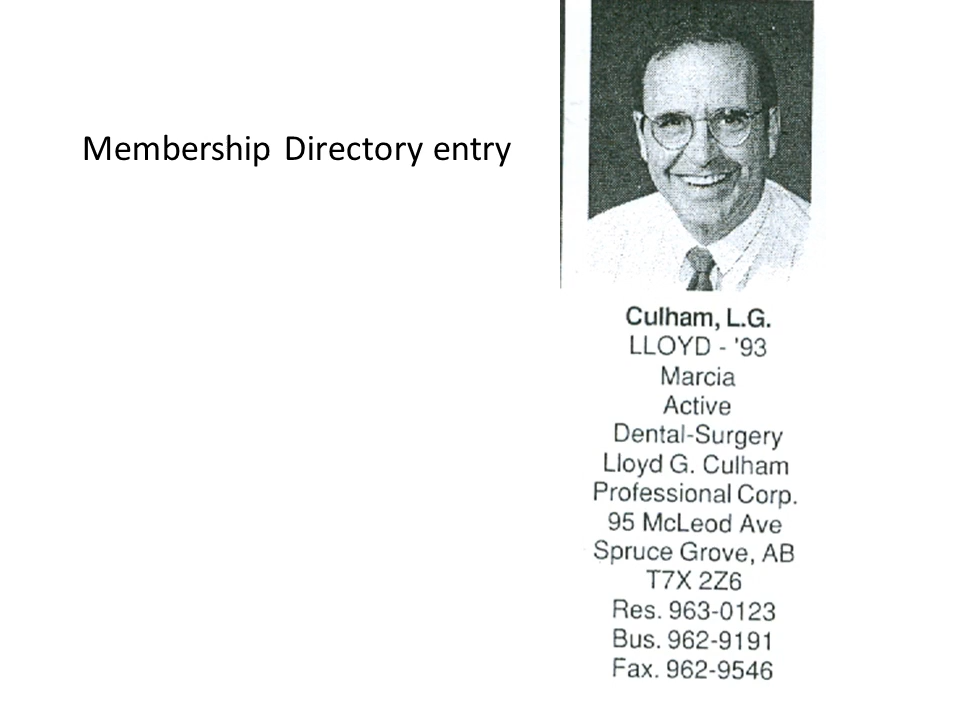 Membership Directory entry
Culham, L.G.
LLOYD - '93
Marcia
Active
Dental-Surgery
Lloyd G. Culham
Professional Corp.
95 McLeod Ave
Spruce Grove, AB
T7X 2Z6
Res. 963-0123
Bus. 962-9191
Fax. 962-9546